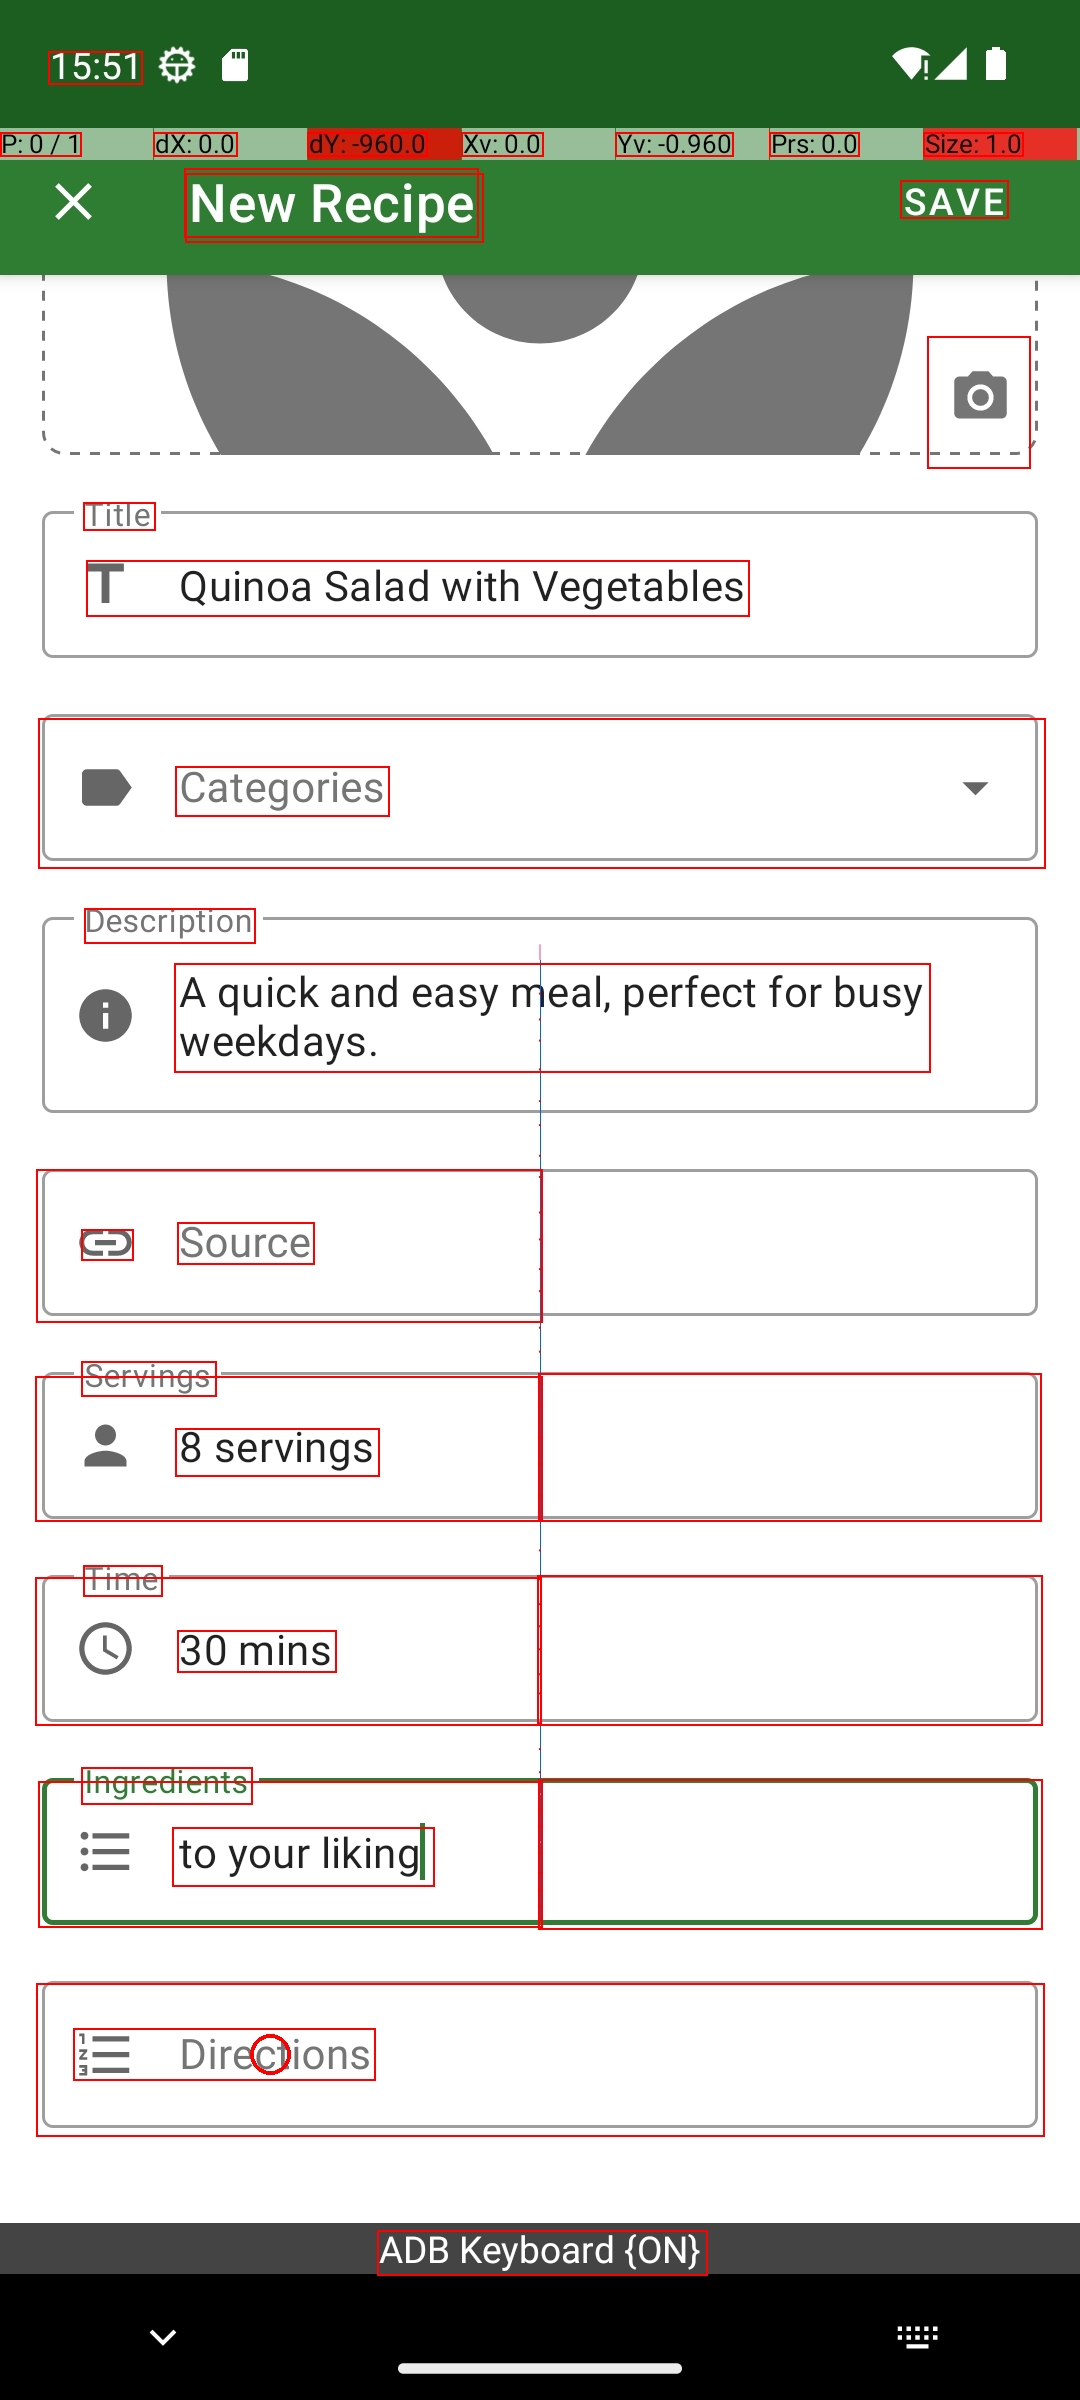 15:51
P: 0 / 1
dX: 0.0
dY: -960.0
Xv: 0.0
Yv: -0.960
Prs: 0.0
Size: 1.0
New Recipe
SAVE
Title
Quinoa Salad with Vegetables
Categories
Description
A quick and easy meal, perfect for busy
weekdays.
Source
Servings
8 servings
Time
30 mins
Ingredients
to your liking
Directions
ADB Keyboard {ON}